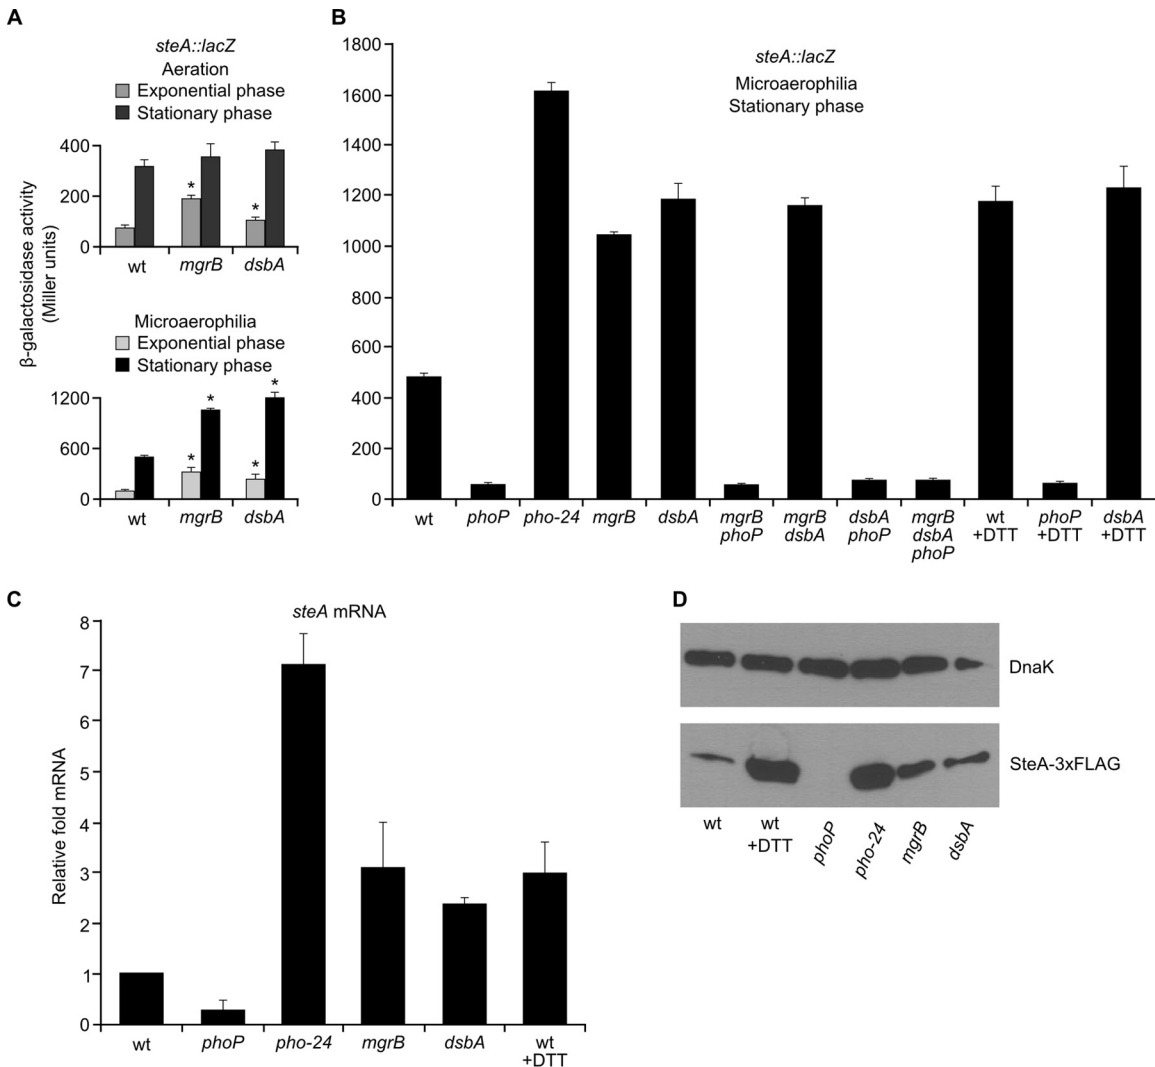 A
steA::lacZ
Aeration
Exponential phase
Stationary phase
400
200
0
wt mgrB dsbA
* *
β-galactosidase activity
(Miller units)
Microaerophilia
Exponential phase
Stationary phase
1200
600
0
* * * *
wt mgrB dsbA
B
steA::lacZ
Microaerophilia
Stationary phase
1800
1600
1400
1200
1000
800
600
400
200
0
wt phoP pho-24 mgrB dsbA mgrB mgrB dsbA mgrB wt phoP dsbA
phoP dsbA phoP dsbA +DTT +DTT +DTT
phoP
C
steA mRNA
Relative fold mRNA
8
7
6
5
4
3
2
1
0
wt phoP pho-24 mgrB dsbA wt
+DTT
D
DnaK
SteA-3xFLAG
wt wt phoP pho-24 mgrB dsbA
+DTT